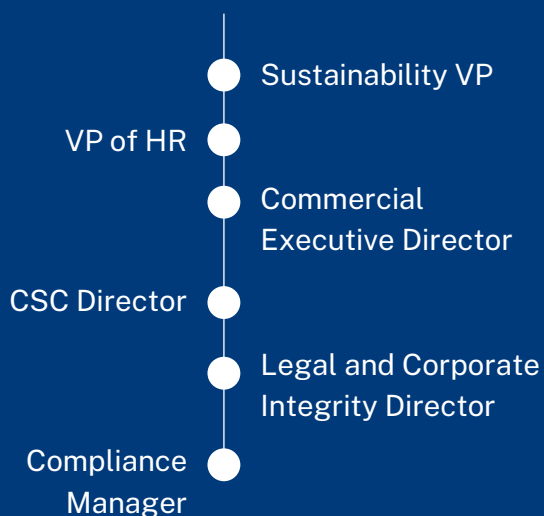 Sustainability VP
VP of HR
Commercial
Executive Director
CSC Director
Legal and Corporate
Integrity Director
Compliance
Manager